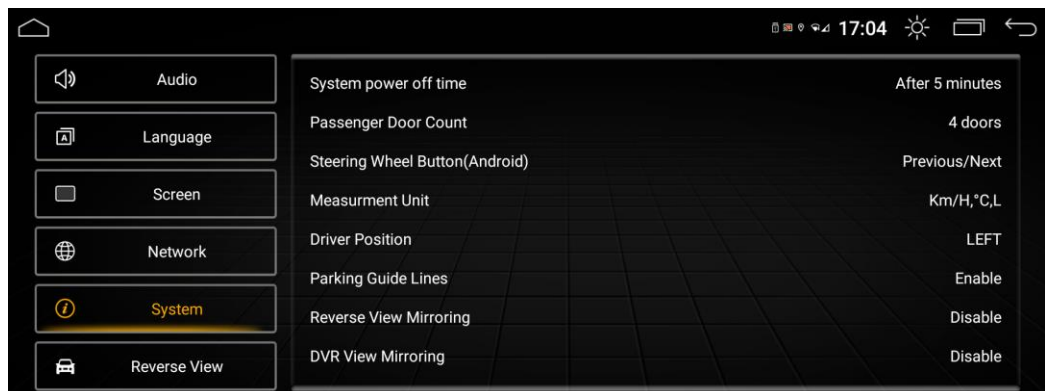 17:04
Audio
Language
Screen
Network
System
Reverse View
System power off time After 5 minutes
Passenger Door Count 4 doors
Steering Wheel Button(Android) Previous/Next
Measurment Unit Km/H,°C,L
Driver Position LEFT
Parking Guide Lines Enable
Reverse View Mirroring Disable
DVR View Mirroring Disable